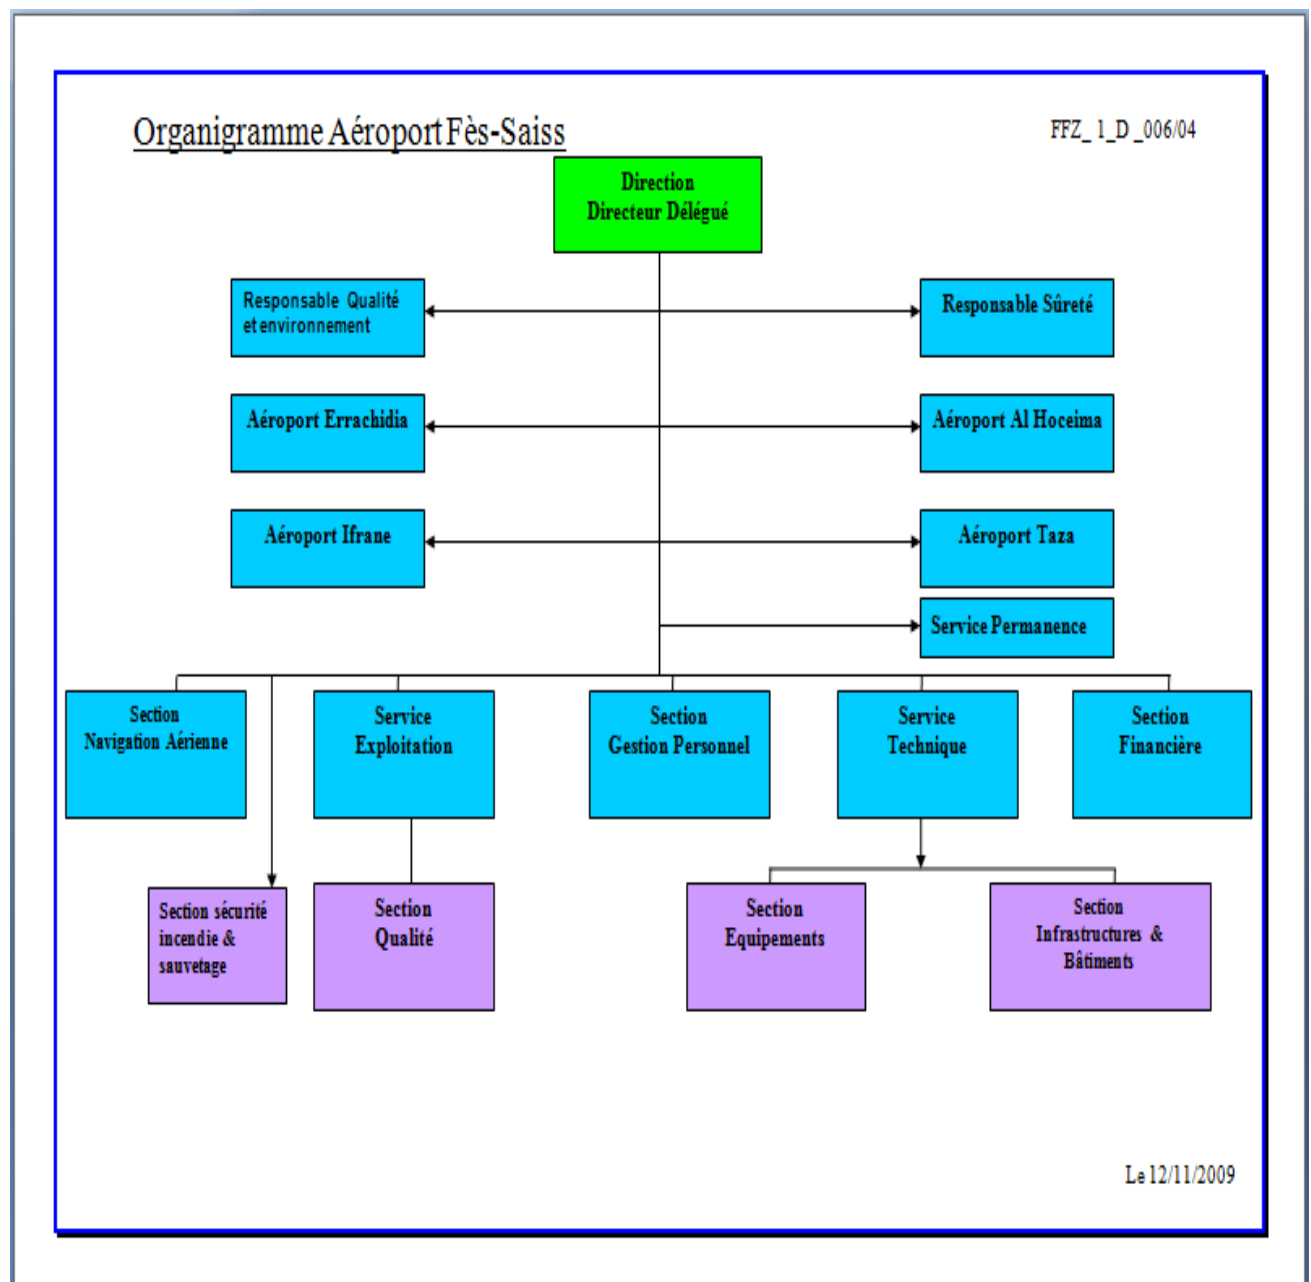 Organigramme Aéroport Fès-Saiss
FFZ_ 1_D _006/04
Direction
Directeur Délégué
Responsable Qualité
et environnement
Responsable Sûreté
Aéroport Errachidia
Aéroport Al Hoceima
Aéroport Ifrane
Aéroport Taza
Service Permanence
Section
Navigation Aérienne
Service
Exploitation
Section
Gestion Personnel
Service
Technique
Section
Financière
Section sécurité
incendie &
sauvetage
Section
Qualité
Section
Equipements
Section
Infrastructures &
Bâtiments
Le 12/11/2009